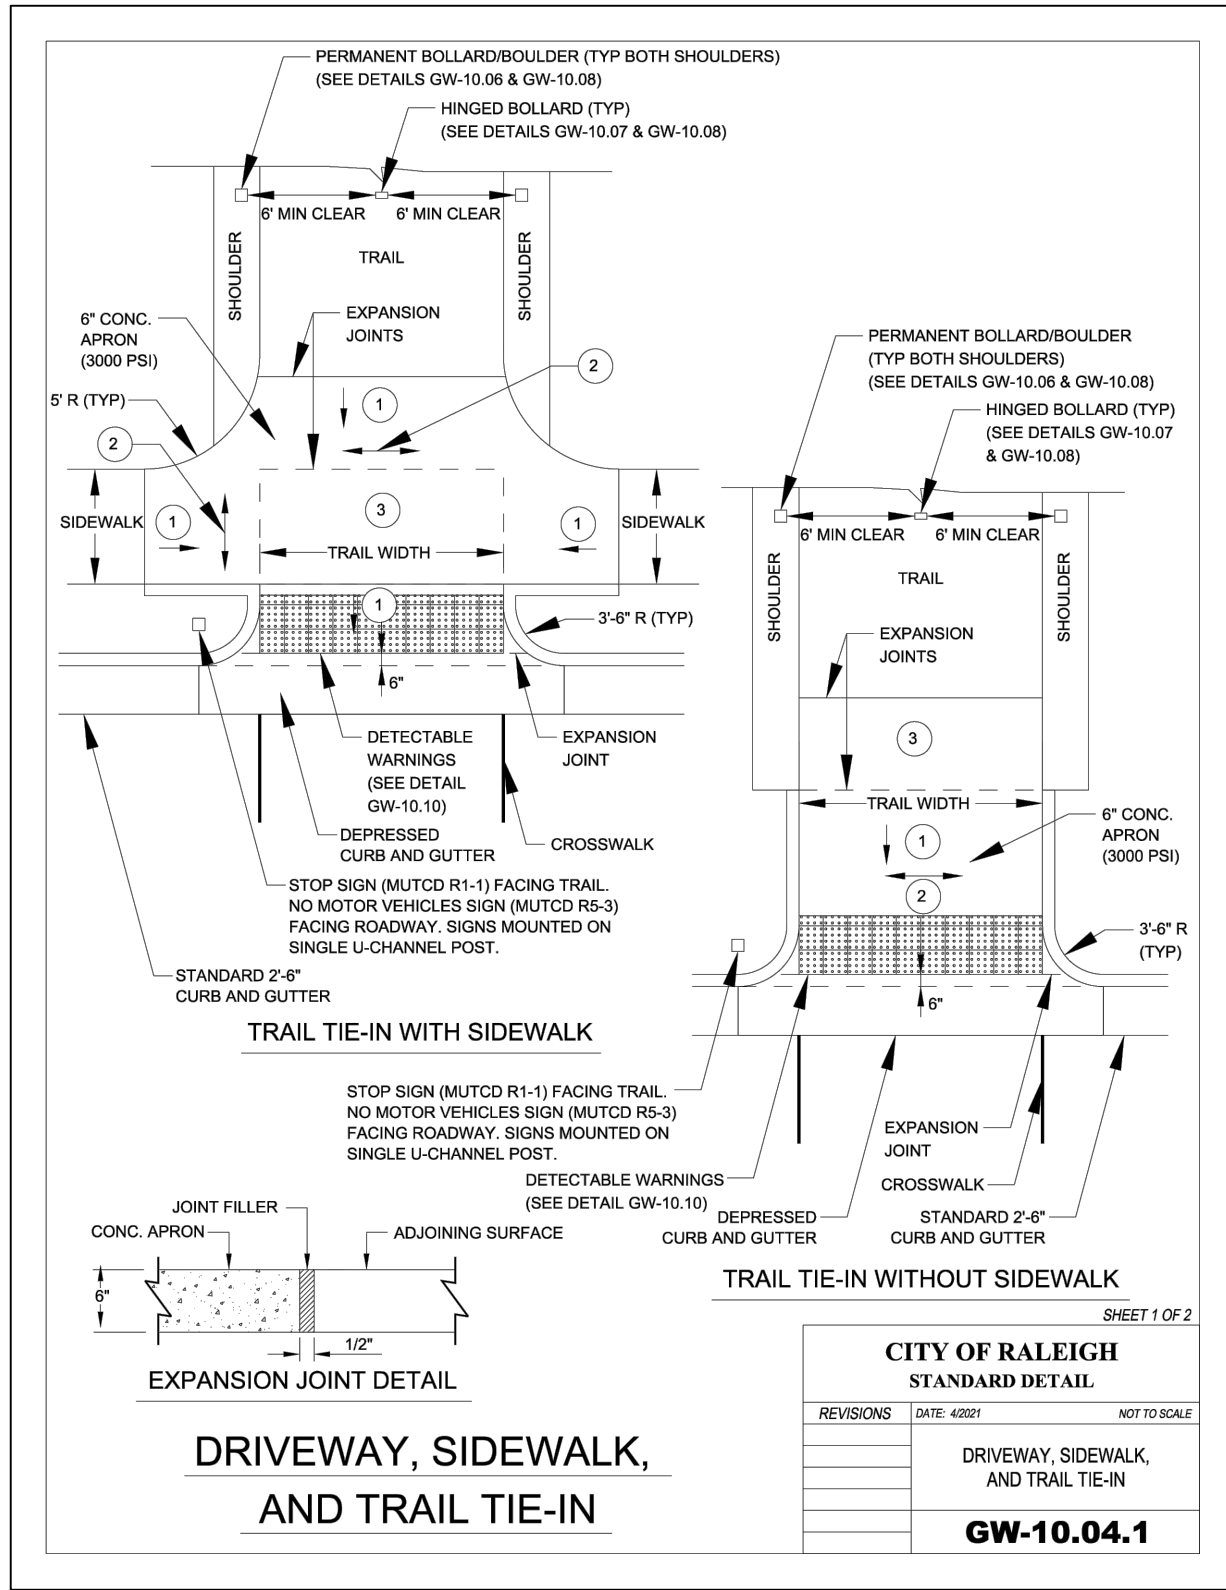 PERMANENT BOLLARD/BOULDER (TYP BOTH SHOULDERS)
(SEE DETAILS GW-10.06 & GW-10.08)
HINGED BOLLARD (TYP)
(SEE DETAILS GW-10.07 & GW-10.08)
6' MIN CLEAR
6' MIN CLEAR
SHOULDER
TRAIL
SHOULDER
EXPANSION
JOINTS
6" CONC.
APRON
(3000 PSI)
2
5' R (TYP)
1
2
SIDEWALK
1
3
1
SIDEWALK
TRAIL WIDTH
1
3'-6" R (TYP)
6"
DETECTABLE
WARNINGS
(SEE DETAIL
GW-10.10)
EXPANSION
JOINT
DEPRESSED
CURB AND GUTTER
CROSSWALK
STOP SIGN (MUTCD R1-1) FACING TRAIL.
NO MOTOR VEHICLES SIGN (MUTCD R5-3)
FACING ROADWAY. SIGNS MOUNTED ON
SINGLE U-CHANNEL POST.
STANDARD 2'-6"
CURB AND GUTTER
TRAIL TIE-IN WITH SIDEWALK
PERMANENT BOLLARD/BOULDER
(TYP BOTH SHOULDERS)
(SEE DETAILS GW-10.06 & GW-10.08)
HINGED BOLLARD (TYP)
(SEE DETAILS GW-10.07
& GW-10.08)
6' MIN CLEAR
6' MIN CLEAR
SHOULDER
TRAIL
SHOULDER
EXPANSION
JOINTS
3
TRAIL WIDTH
1
6" CONC.
APRON
(3000 PSI)
2
3'-6" R
(TYP)
6"
STOP SIGN (MUTCD R1-1) FACING TRAIL.
NO MOTOR VEHICLES SIGN (MUTCD R5-3)
FACING ROADWAY. SIGNS MOUNTED ON
SINGLE U-CHANNEL POST.
EXPANSION
JOINT
DETECTABLE WARNINGS
(SEE DETAIL GW-10.10)
CROSSWALK
DEPRESSED
CURB AND GUTTER
STANDARD 2'-6"
CURB AND GUTTER
TRAIL TIE-IN WITHOUT SIDEWALK
JOINT FILLER
CONC. APRON
ADJOINING SURFACE
6"
1/2"
EXPANSION JOINT DETAIL
DRIVEWAY, SIDEWALK,
AND TRAIL TIE-IN
SHEET 1 OF 2
CITY OF RALEIGH
STANDARD DETAIL
REVISIONS
DATE: 4/2021
NOT TO SCALE
DRIVEWAY, SIDEWALK,
AND TRAIL TIE-IN
GW-10.04.1